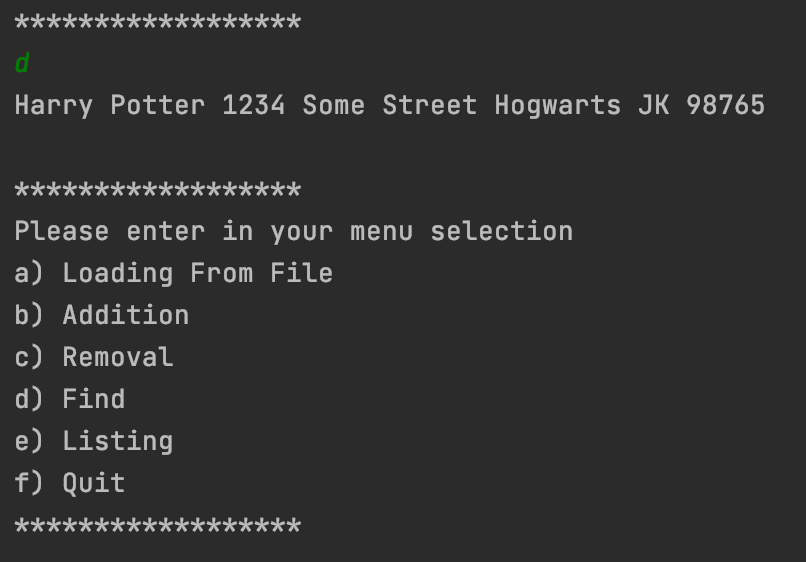 ******************
d
Harry Potter 1234 Some Street Hogwarts JK 98765
******************
Please enter in your menu selection
a) Loading From File
b) Addition
c) Removal
d) Find
e) Listing
f) Quit
******************